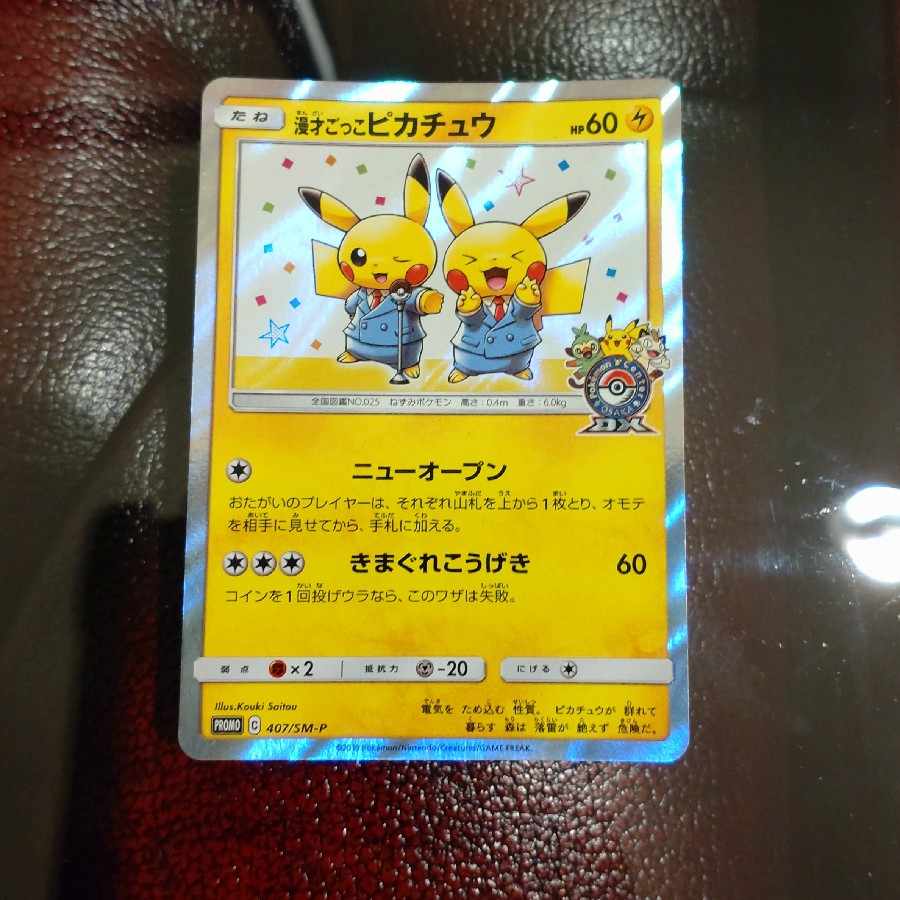 たね 漫才ごっこピカチュウ HP60
全国図鑑NO.025 ねずみポケモン 高さ:0.4m 重さ:6.0kg
Pokémon Center
OSAKA
DX
ニューオープン
おたがいのプレイヤーは、それぞれ山札を上から1枚とり、オモテ
を相手に見せてから、手札に加える。
きまぐれこうげき 60
コインを1回投げウラなら、このワザは失敗。
弱点 ×2 抵抗力 -20 にげる
Illus.Kouki Saitou
電気を ため込む 性質。 ピカチュウが 群れて
PROMO C 407/SM-P
暮らす 森は 落雷が 絶えず 危険だ。
©2019 Pokémon/Nintendo/Creatures/GAME FREAK.